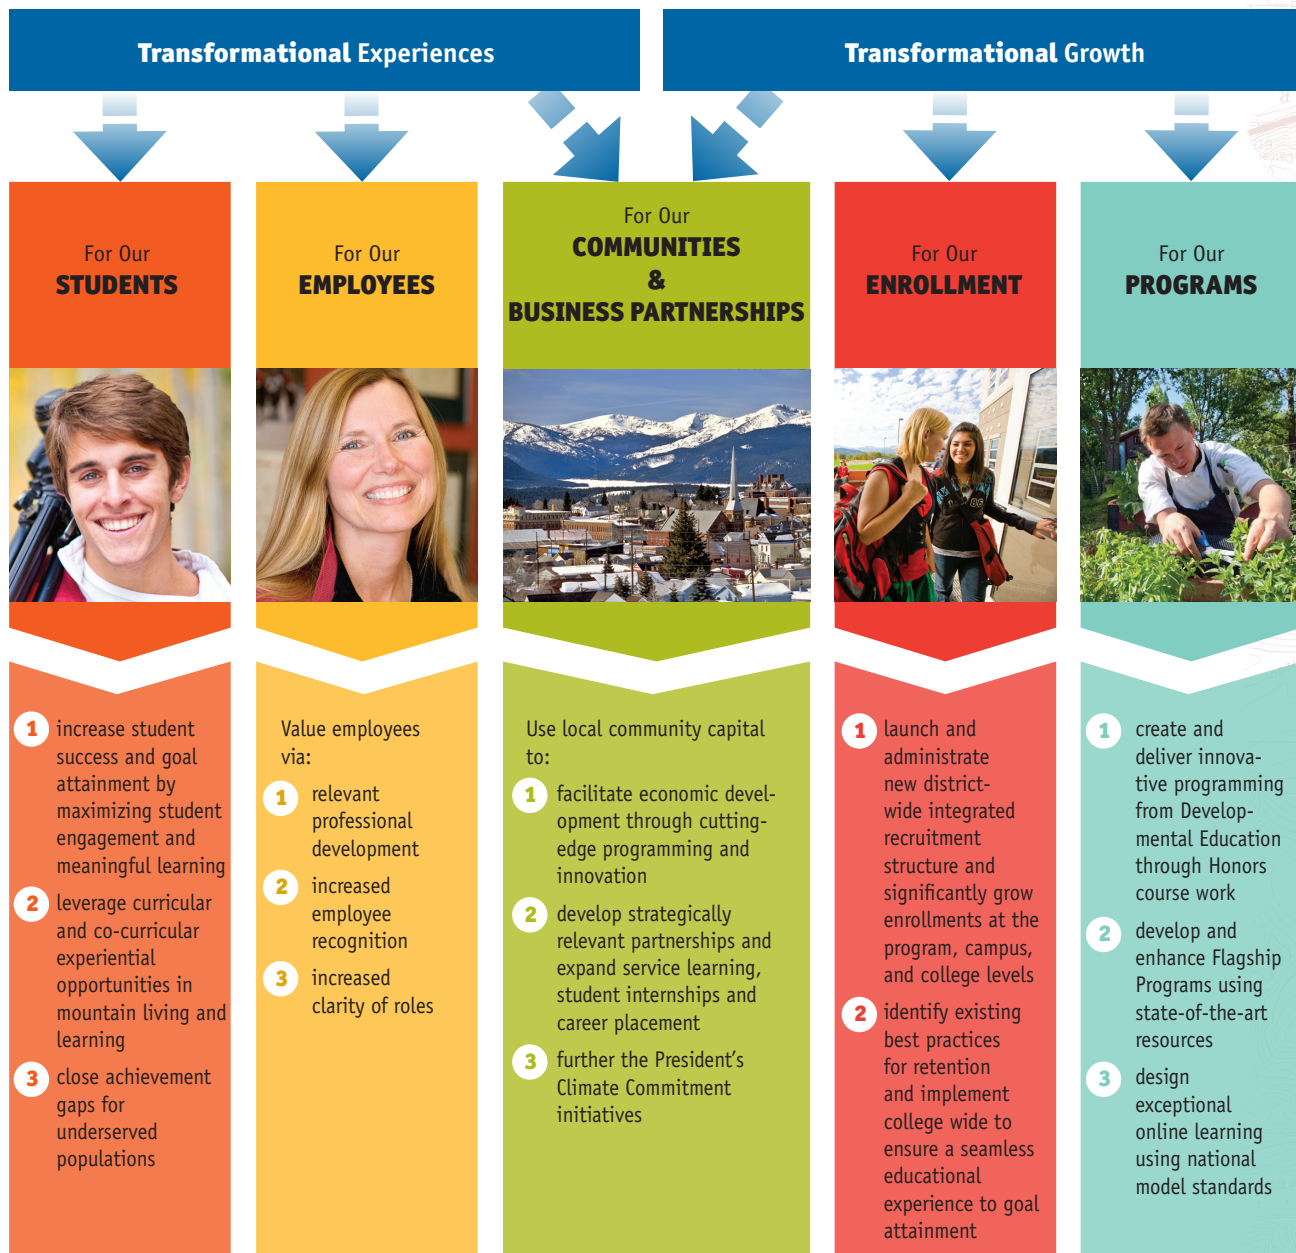 Transformational Experiences
Transformational Growth
For Our
STUDENTS
1 increase student
success and goal
attainment by
maximizing student
engagement and
meaningful learning
2 leverage curricular
and co-curricular
experiential
opportunities in
mountain living and
learning
3 close achievement
gaps for
underserved
populations
For Our
EMPLOYEES
Value employees
via:
1 relevant
professional
development
2 increased
employee
recognition
3 increased
clarity of roles
For Our
COMMUNITIES
&
BUSINESS PARTNERSHIPS
Use local community capital
to:
1 facilitate economic devel-
opment through cutting-
edge programming and
innovation
2 develop strategically
relevant partnerships and
expand service learning,
student internships and
career placement
3 further the President’s
Climate Commitment
initiatives
For Our
ENROLLMENT
86
1 launch and
administrate
new district-
wide integrated
recruitment
structure and
significantly grow
enrollments at the
program, campus,
and college levels
2 identify existing
best practices
for retention
and implement
college wide to
ensure a seamless
educational
experience to goal
attainment
For Our
PROGRAMS
1 create and
deliver innova-
tive programming
from Develop-
mental Education
through Honors
course work
2 develop and
enhance Flagship
Programs using
state-of-the-art
resources
3 design
exceptional
online learning
using national
model standards